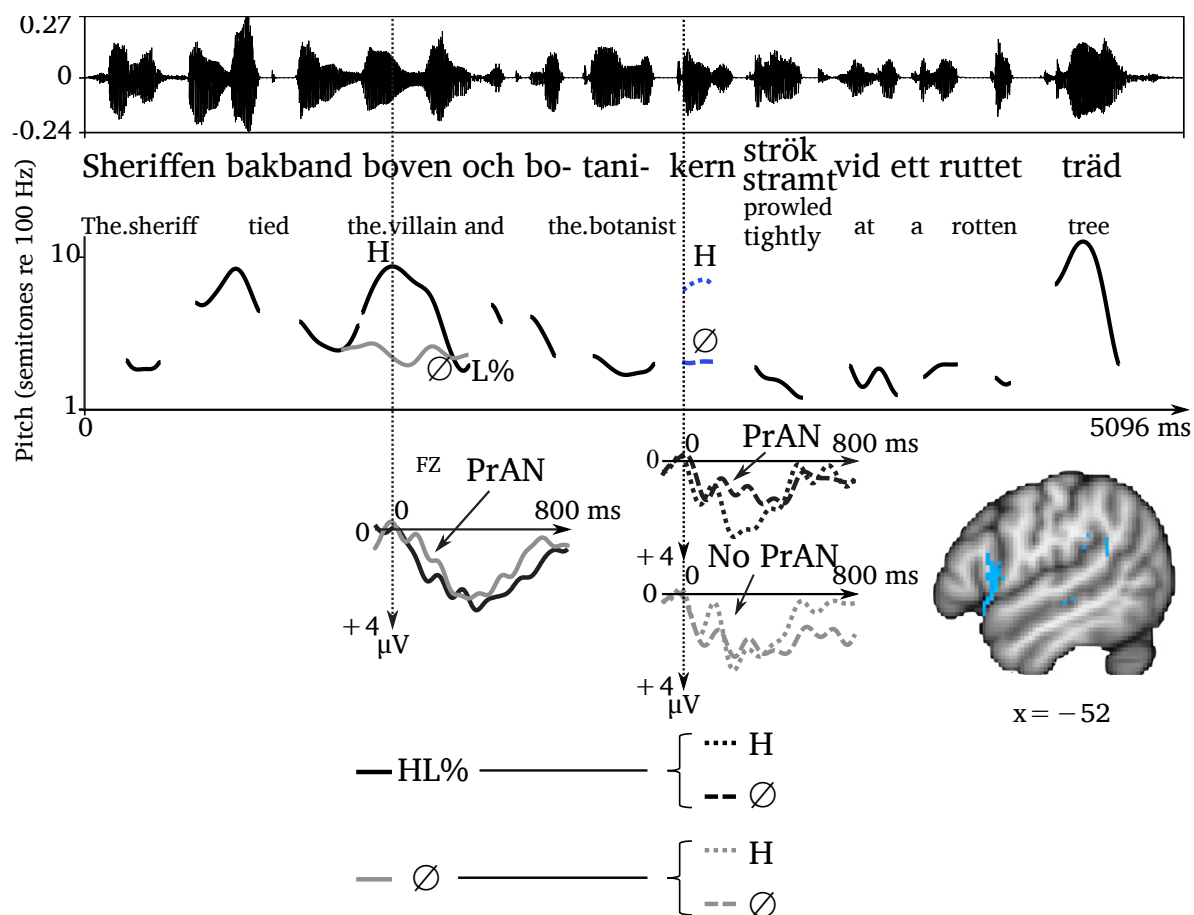 0.27
0
-0.24
Pitch (semitones re 100 Hz)
Sheriffen bakband boven och bo- tani- kern strök vid ett ruttet träd
stramt
The.sheriff tied the.villain and the.botanist prowled at a rotten tree
tightly
10
H
H
∅
∅ L%
1
0
5096 ms
FZ
PrAN
0
0
800 ms
+4
μV
PrAN
0
0
800 ms
+4
No PrAN
0
0
800 ms
+4
μV
x = −52
HL%
H
∅
∅
H
∅